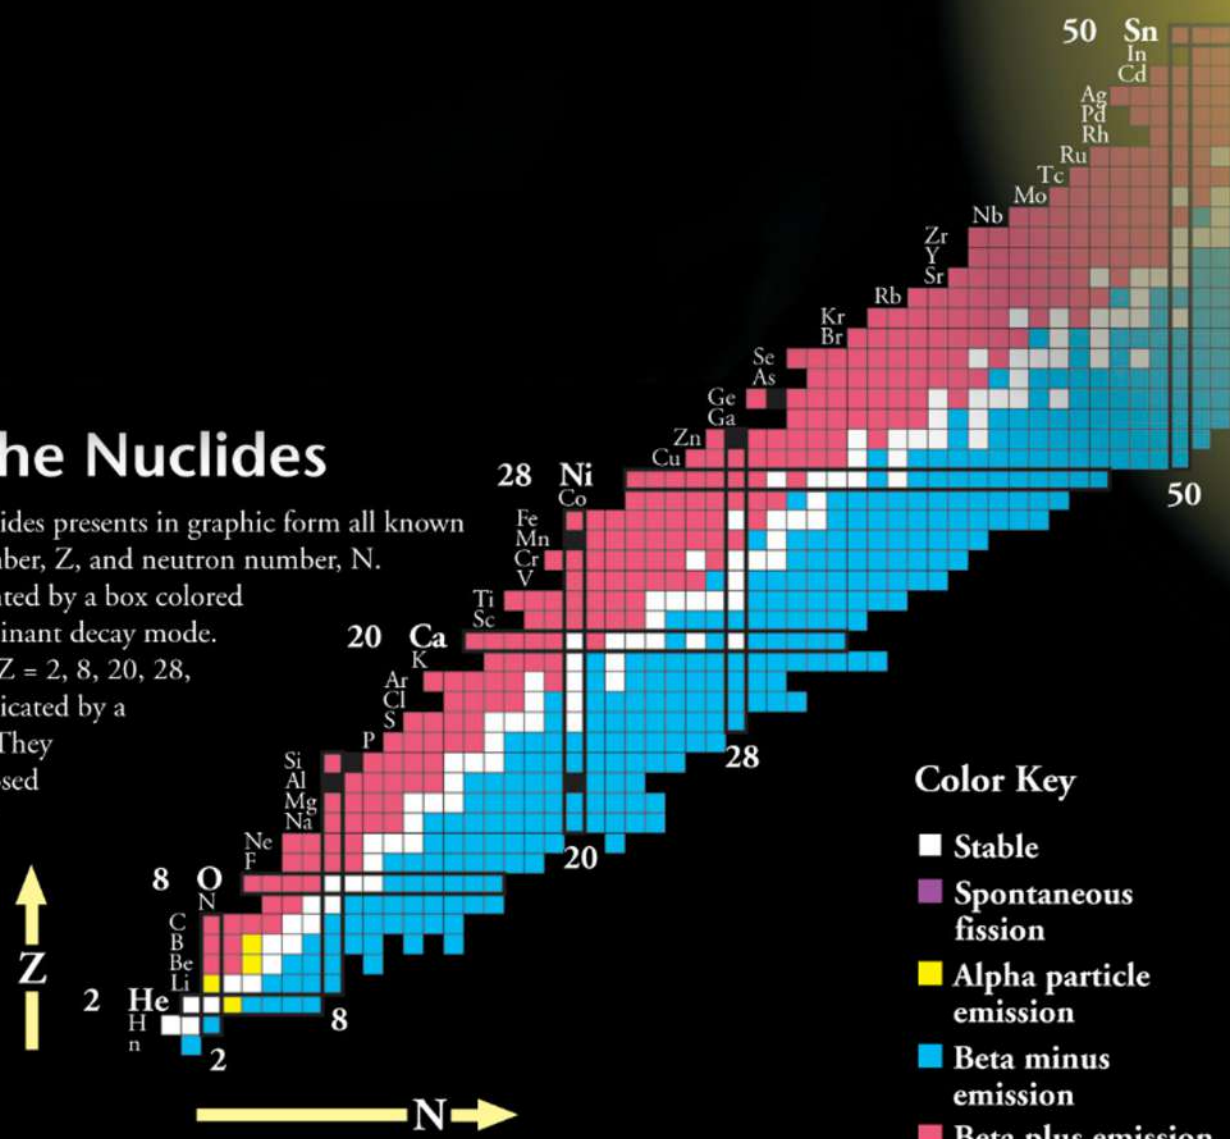 50 Sn
In
Cd
Ag
Pd
Rh
Ru
Tc
Mo
Nb
Zr
Y
Sr
Rb
Kr
Br
Se
As
Ge
Ga
Zn
Cu
he Nuclides
28 Ni
50
Co
ides presents in graphic form all known
Fe
Mn
ber, Z, and neutron number, N.
Cr
V
ted by a box colored
Ti
inant decay mode.
Sc
20 Ca
Z = 2, 8, 20, 28,
K
Ar
icated by a
Cl
S
They
P
28
Si
sed
Al
Mg
Na
Ne
20
F
8 O
N
C
B
Be
Z
Li
2 He
H
8
n
2
N
Color Key
Stable
Spontaneous
fission
Alpha particle
emission
Beta minus
emission
Beta plus emission